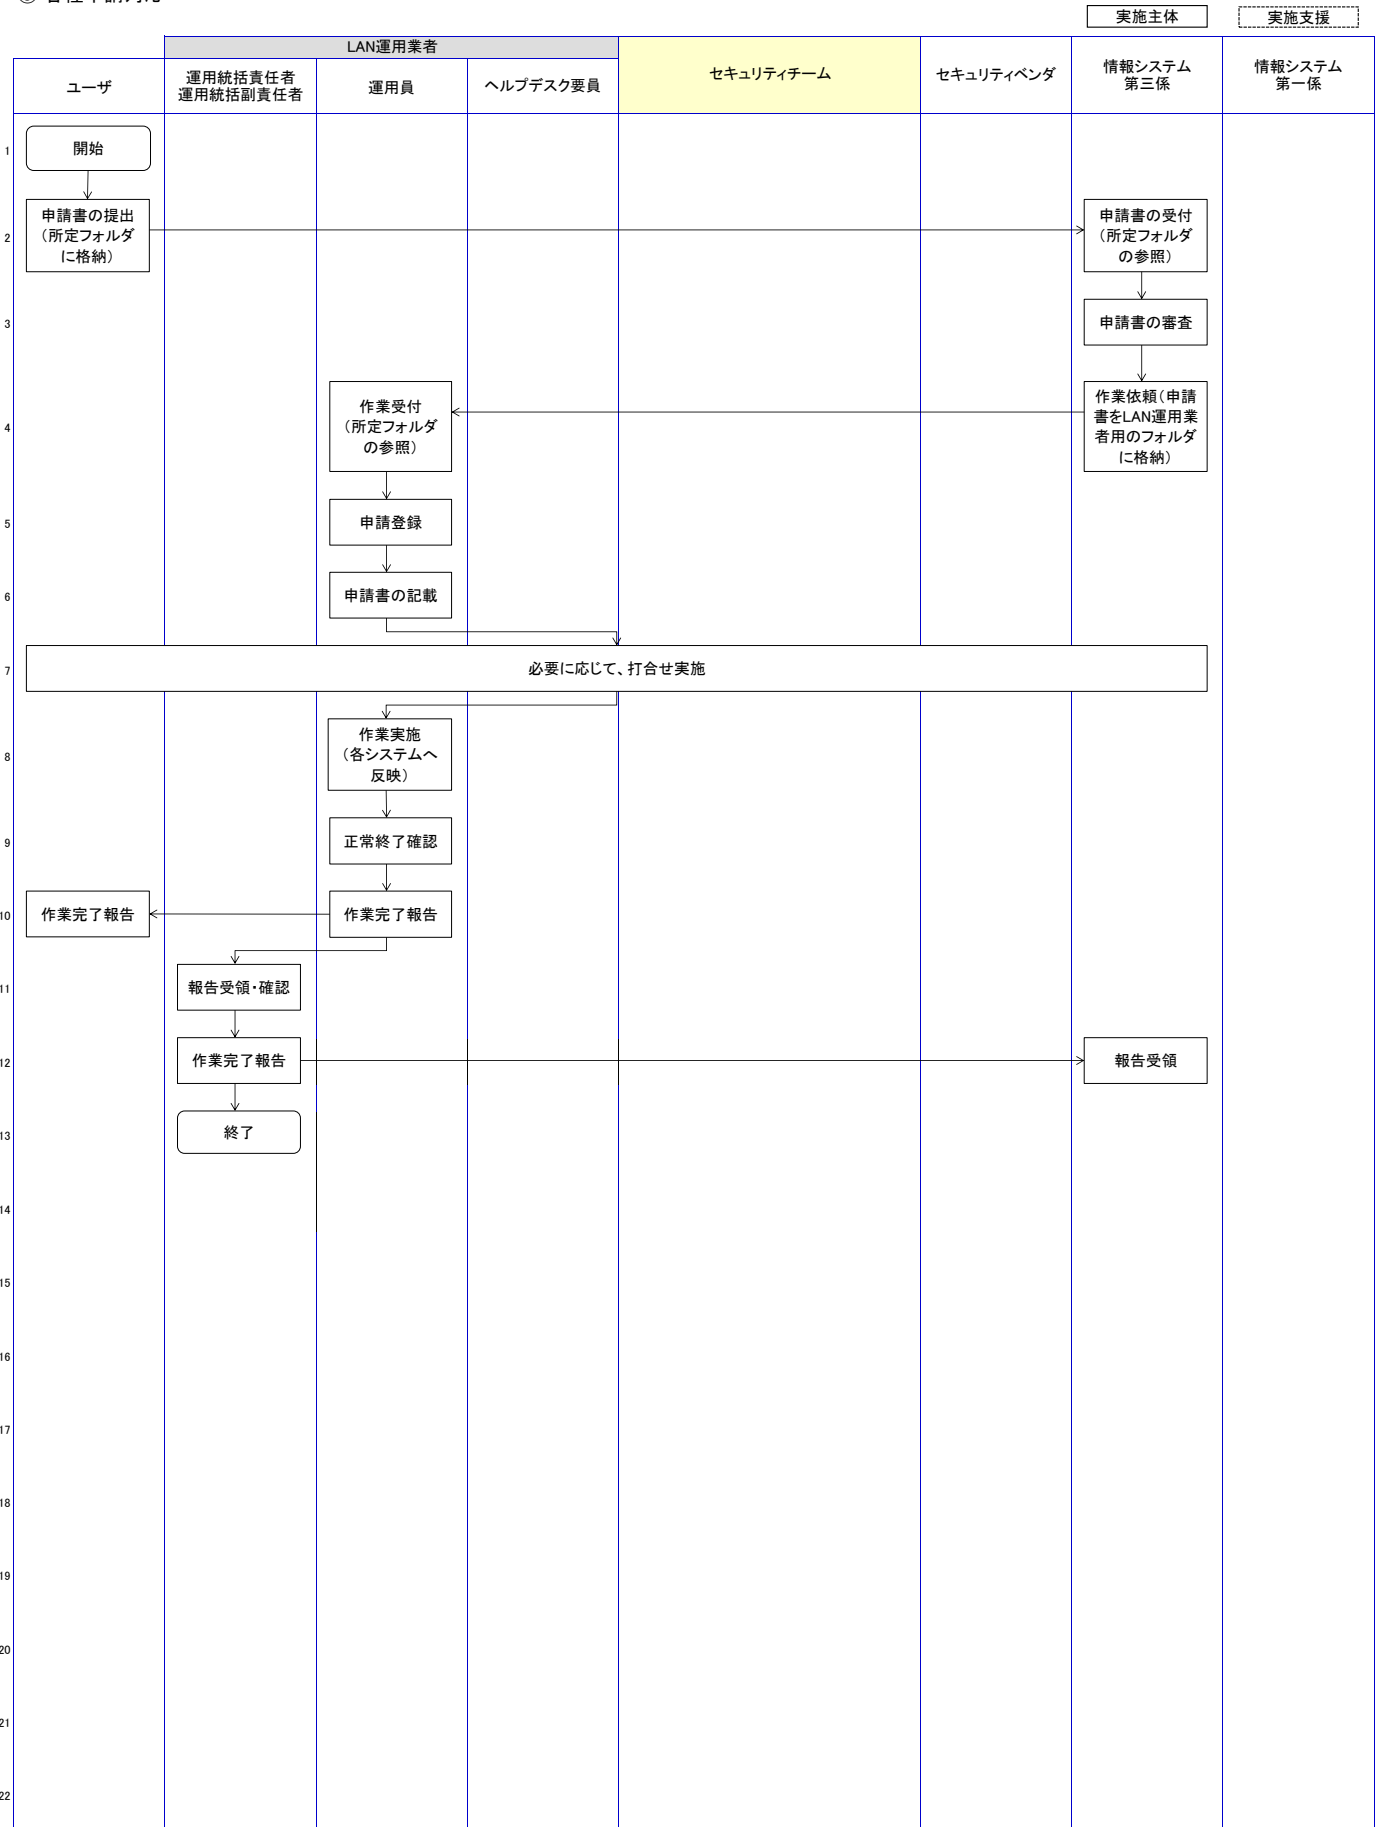 実施主体
実施支援
LAN運用業者
ユーザ
運用統括責任者
運用統括副責任者
運用員
ヘルプデスク要員
セキュリティチーム
セキュリティベンダ
情報システム
第三係
情報システム
第一係
1
開始
2
申請書の提出
（所定フォルダ
に格納）
申請書の受付
（所定フォルダ
の参照）
3
申請書の審査
4
作業受付
（所定フォルダ
の参照）
作業依頼（申請
書をLAN運用業
者用のフォルダ
に格納）
5
申請登録
6
申請書の記載
7
必要に応じて、打合せ実施
8
作業実施
（各システムへ
反映）
9
正常終了確認
10
作業完了報告
作業完了報告
11
報告受領・確認
12
作業完了報告
報告受領
13
終了
14
15
16
17
18
19
20
21
22